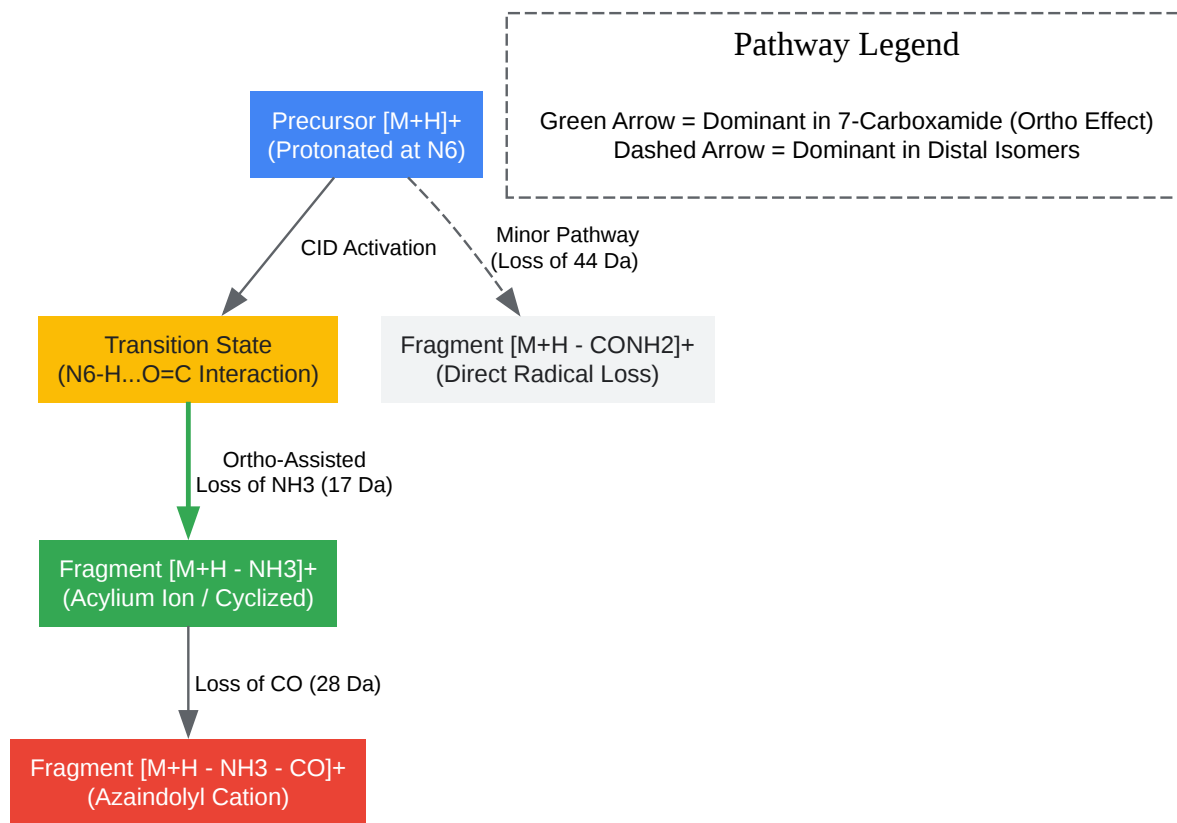 Pathway Legend
Green Arrow = Dominant in 7-Carboxamide (Ortho Effect)
Dashed Arrow = Dominant in Distal Isomers
Precursor [M+H]+
(Protonated at N6)
CID Activation
Minor Pathway
(Loss of 44 Da)
Transition State
(N6-H...O=C Interaction)
Fragment [M+H - CONH2]+
(Direct Radical Loss)
Ortho-Assisted
Loss of NH3 (17 Da)
Fragment [M+H - NH3]+
(Acylium Ion / Cyclized)
Loss of CO (28 Da)
Fragment [M+H - NH3 - CO]+
(Azaindolyl Cation)